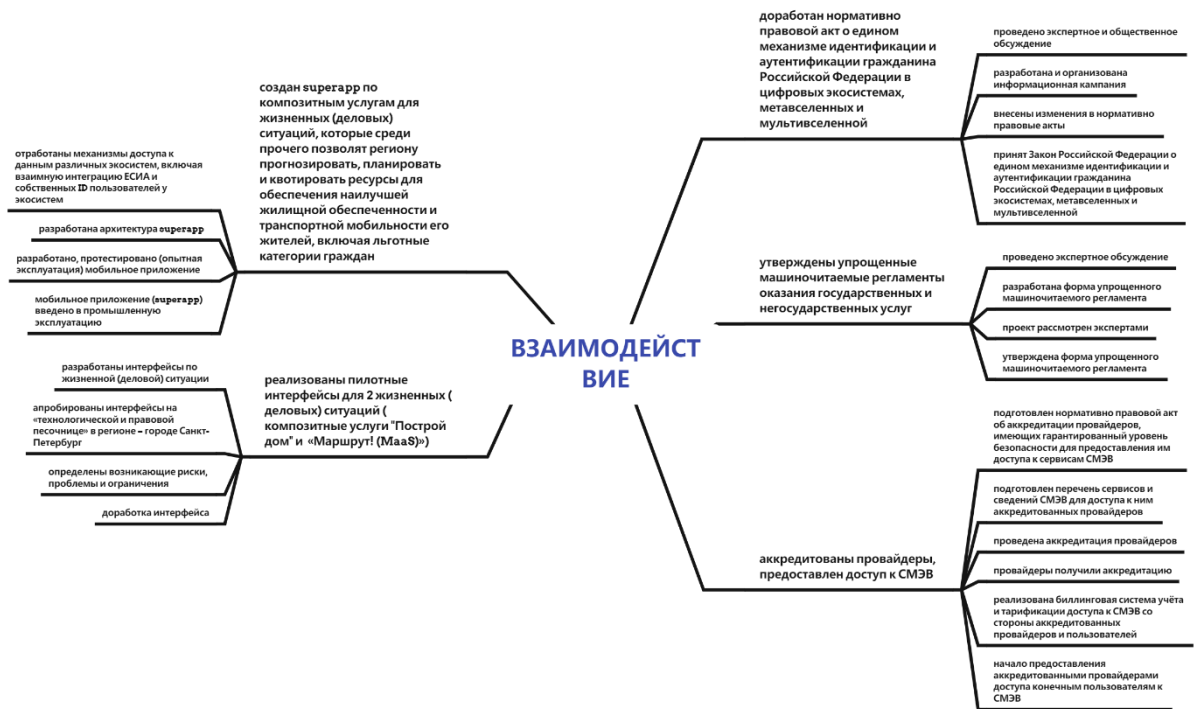 создан superapp по
композитным услугам для
жизненных (деловых)
ситуаций, которые среди
прочего позволят региону
прогнозировать, планировать
и квотировать ресурсы для
обеспечения наилучшей
жилищной обеспеченности и
транспортной мобильности его
жителей, включая льготные
категории граждан
отработаны механизмы доступа к
данным различных экосистем, включая
взаимную интеграцию ЕСИА и
собственных ID пользователей у
экосистем
разработана архитектура superapp
разработано, протестировано (опытная
эксплуатация) мобильное приложение
мобильное приложение (superapp)
введено в промышленную
эксплуатацию
реализованы пилотные
интерфейсы для 2 жизненных (
деловых) ситуаций (
композитные услуги "Построй
дом" и «Маршрут! (MaaS)»)
разработаны интерфейсы по
жизненной (деловой) ситуации
апробированы интерфейсы на
«технологической и правовой
песочнице» в регионе – городе Санкт-
Петербург
определены возникающие риски,
проблемы и ограничения
доработка интерфейса
ВЗАИМОДЕЙСТ
ВИЕ
доработан нормативно
правовой акт о едином
механизме идентификации и
аутентификации гражданина
Российской Федерации в
цифровых экосистемах,
метавселенных и
мультивселенной
проведено экспертное и общественное
обсуждение
разработана и организована
информационная кампания
внесены изменения в нормативно
правовые акты
принят Закон Российской Федерации о
едином механизме идентификации и
аутентификации гражданина
Российской Федерации в цифровых
экосистемах, метавселенных и
мультивселенной
утверждены упрощенные
машиночитаемые регламенты
оказания государственных и
негосударственных услуг
проведено экспертное обсуждение
разработана форма упрощенного
машиночитаемого регламента
проект рассмотрен экспертами
утверждена форма упрощенного
машиночитаемого регламента
аккредитованы провайдеры,
предоставлен доступ к СМЭВ
подготовлен нормативно правовой акт
об аккредитации провайдеров,
имеющих гарантированный уровень
безопасности для предоставления им
доступа к сервисам СМЭВ
подготовлен перечень сервисов и
сведений СМЭВ для доступа к ним
аккредитованных провайдеров
проведена аккредитация провайдеров
провайдеры получили аккредитацию
реализована биллинговая система учёта
и тарификации доступа к СМЭВ со
стороны аккредитованных
провайдеров и пользователей
начало предоставления
аккредитованными провайдерами
доступа конечным пользователям к
СМЭВ